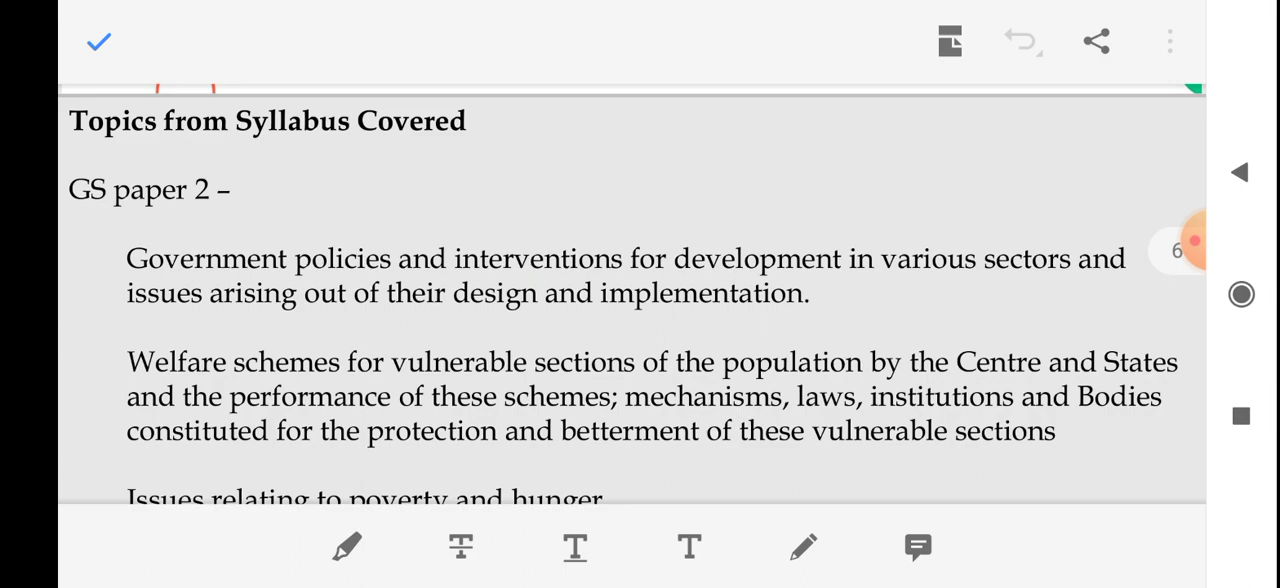 Topics from Syllabus Covered
GS paper 2 –
6
Government policies and interventions for development in various sectors and
issues arising out of their design and implementation.
Welfare schemes for vulnerable sections of the population by the Centre and States
and the performance of these schemes; mechanisms, laws, institutions and Bodies
constituted for the protection and betterment of these vulnerable sections
Issues relating to poverty and hunger